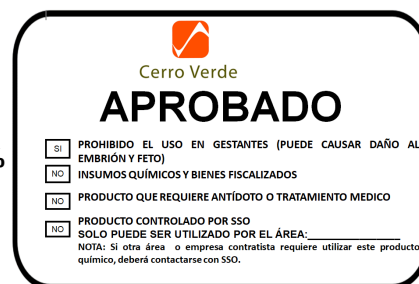 Cerro Verde
APROBADO
SI PROHIBIDO EL USO EN GESTANTES (PUEDE CAUSAR DAÑO AL
EMBRIÓN Y FETO)
NO INSUMOS QUÍMICOS Y BIENES FISCALIZADOS
NO PRODUCTO QUE REQUIERE ANTÍDOTO O TRATAMIENTO MEDICO
PRODUCTO CONTROLADO POR SSO
NO SOLO PUEDE SER UTILIZADO POR EL ÁREA:________________
NOTA: Si otra área o empresa contratista requiere utilizar este producto
químico, deberá contactarse con SSO.